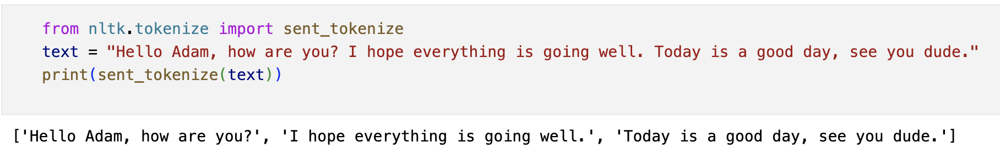 from nltk.tokenize import sent_tokenize
text = "Hello Adam, how are you? I hope everything is going well. Today is a good day, see you dude."
print(sent_tokenize(text))
['Hello Adam, how are you?', 'I hope everything is going well.', 'Today is a good day, see you dude.']